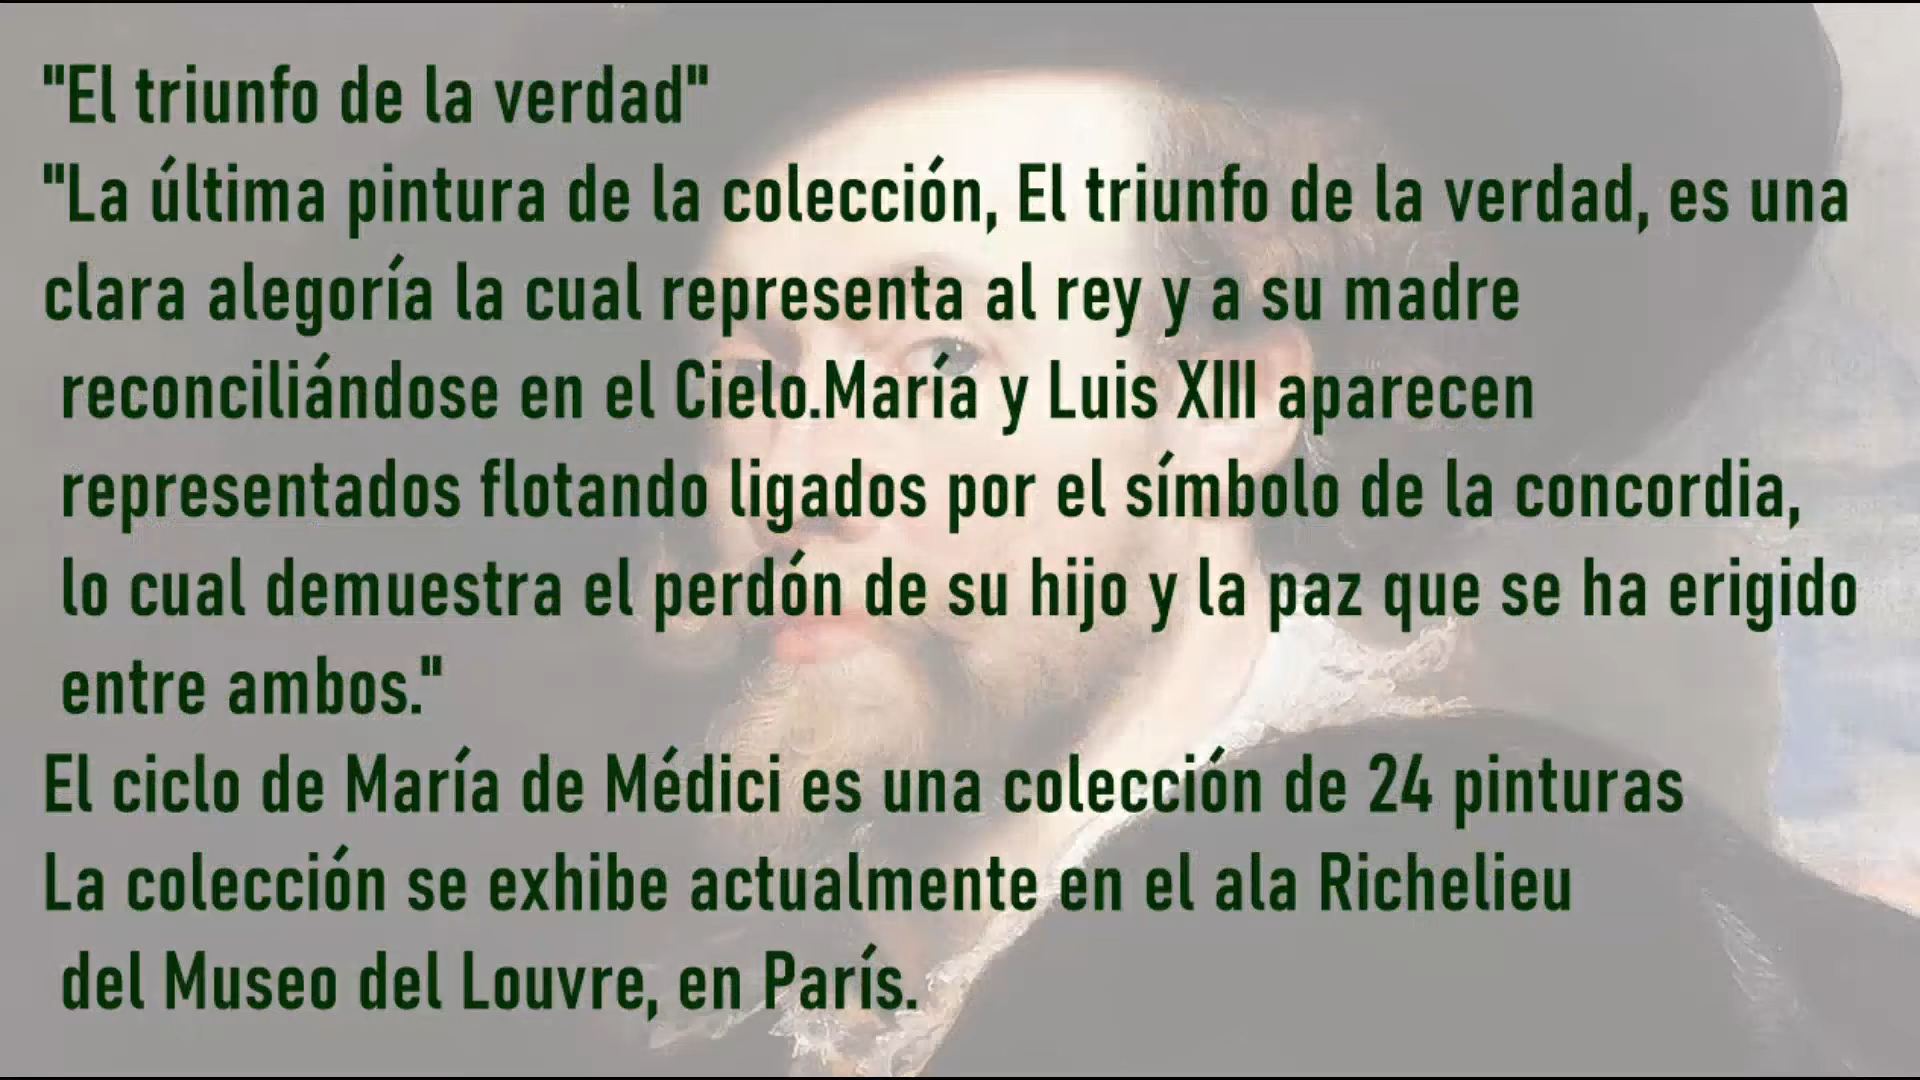 "El triunfo de la verdad"
"La última pintura de la colección, El triunfo de la verdad, es una
clara alegoría la cual representa al rey y a su madre
reconciliándose en el Cielo.María y Luis XIII aparecen
representados flotando ligados por el símbolo de la concordia,
lo cual demuestra el perdón de su hijo y la paz que se ha erigido
entre ambos."
El ciclo de María de Médici es una colección de 24 pinturas
La colección se exhibe actualmente en el ala Richelieu
del Museo del Louvre, en París.